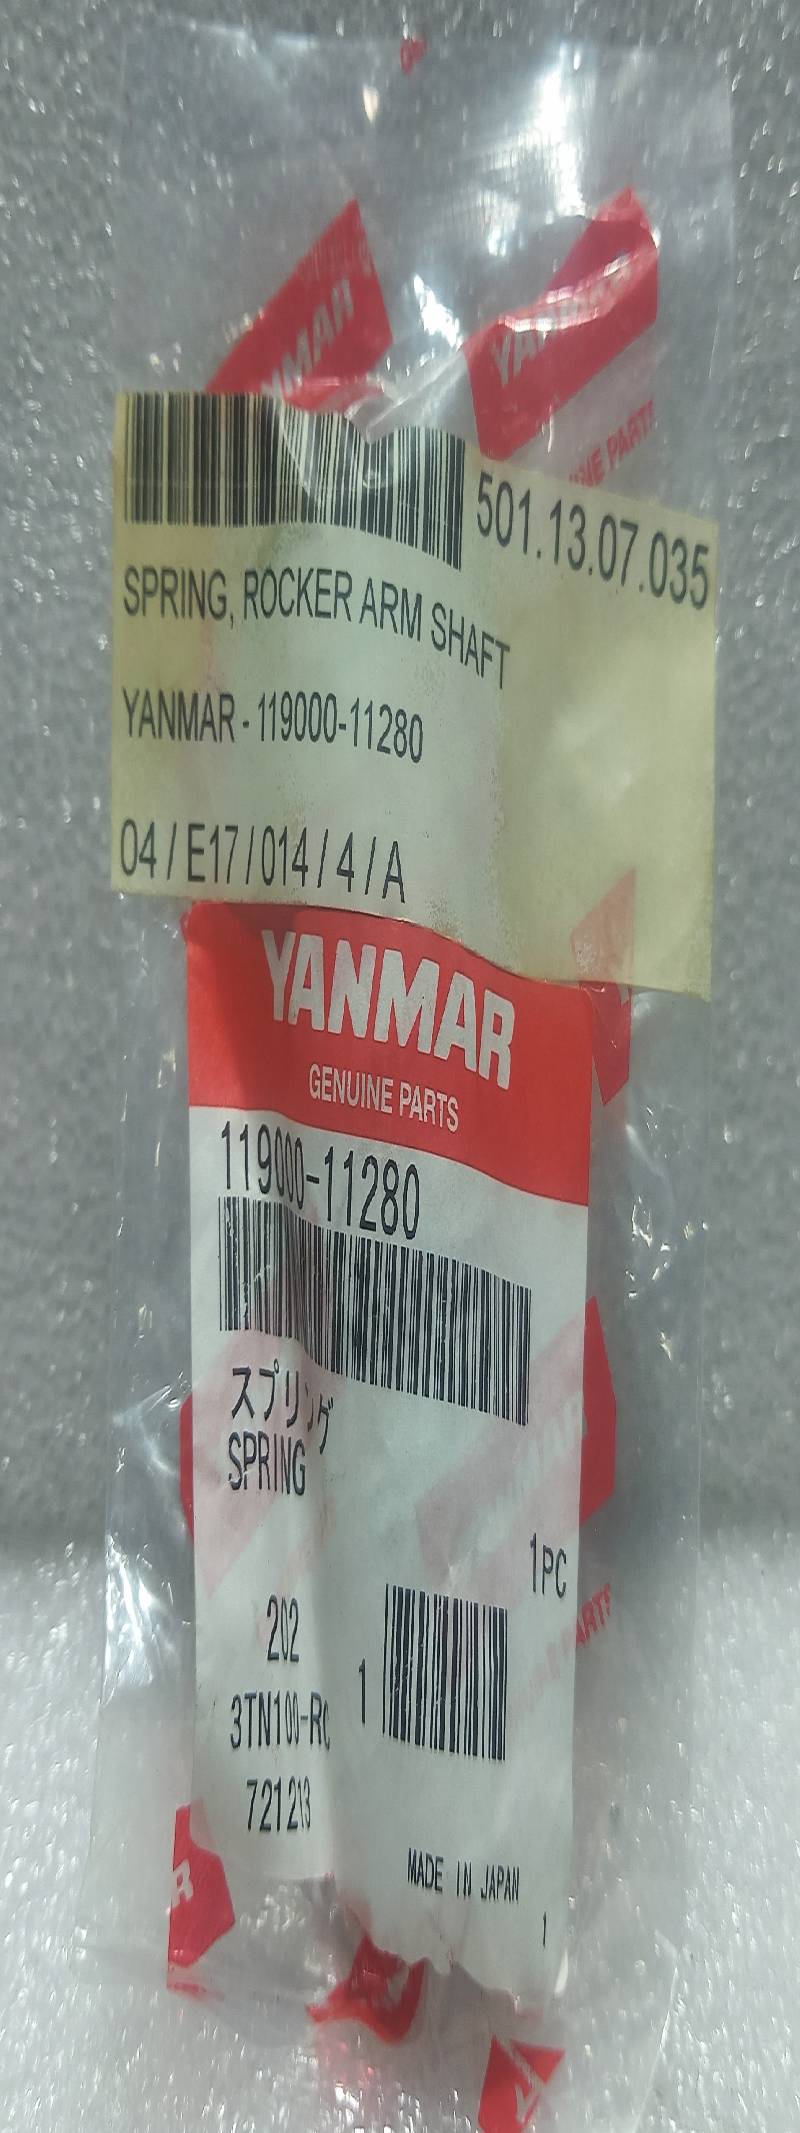 YANMAR
YANMAR
501.13.07.035
SPRING, ROCKER ARM SHAFT
YANMAR - 119000-11280
04 / E17 / 014 / 4 / A
YANMAR
GENUINE PARTS
119000-11280
スプリング
SPRING
1PC
202
1
3TN100-RC
721213
MADE IN JAPAN
1